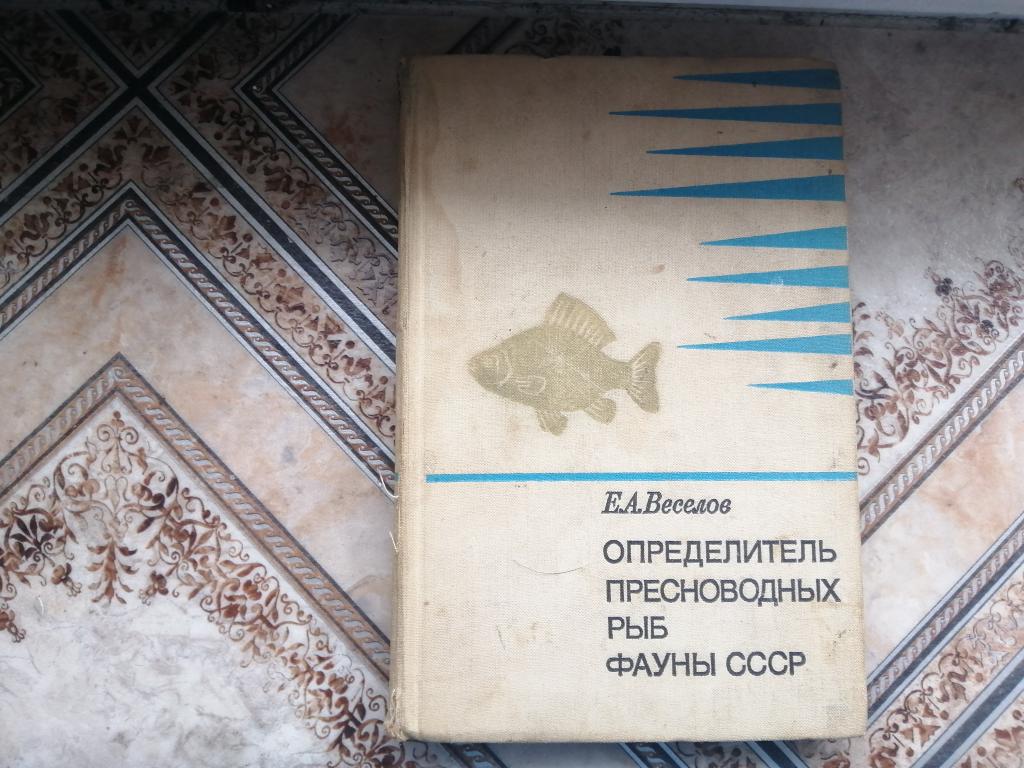 Е.А.Веселов
ОПРЕДЕЛИТЕЛЬ
ПРЕСНОВОДНЫХ
РЫБ
ФАУНЫ СССР